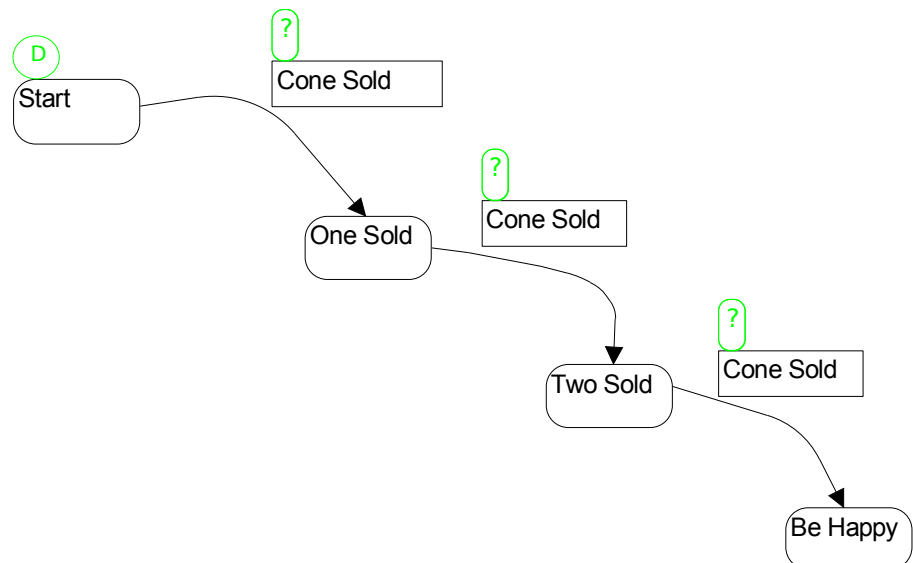 ?
D
Cone Sold
Start
?
Cone Sold
One Sold
?
Cone Sold
Two Sold
Be Happy